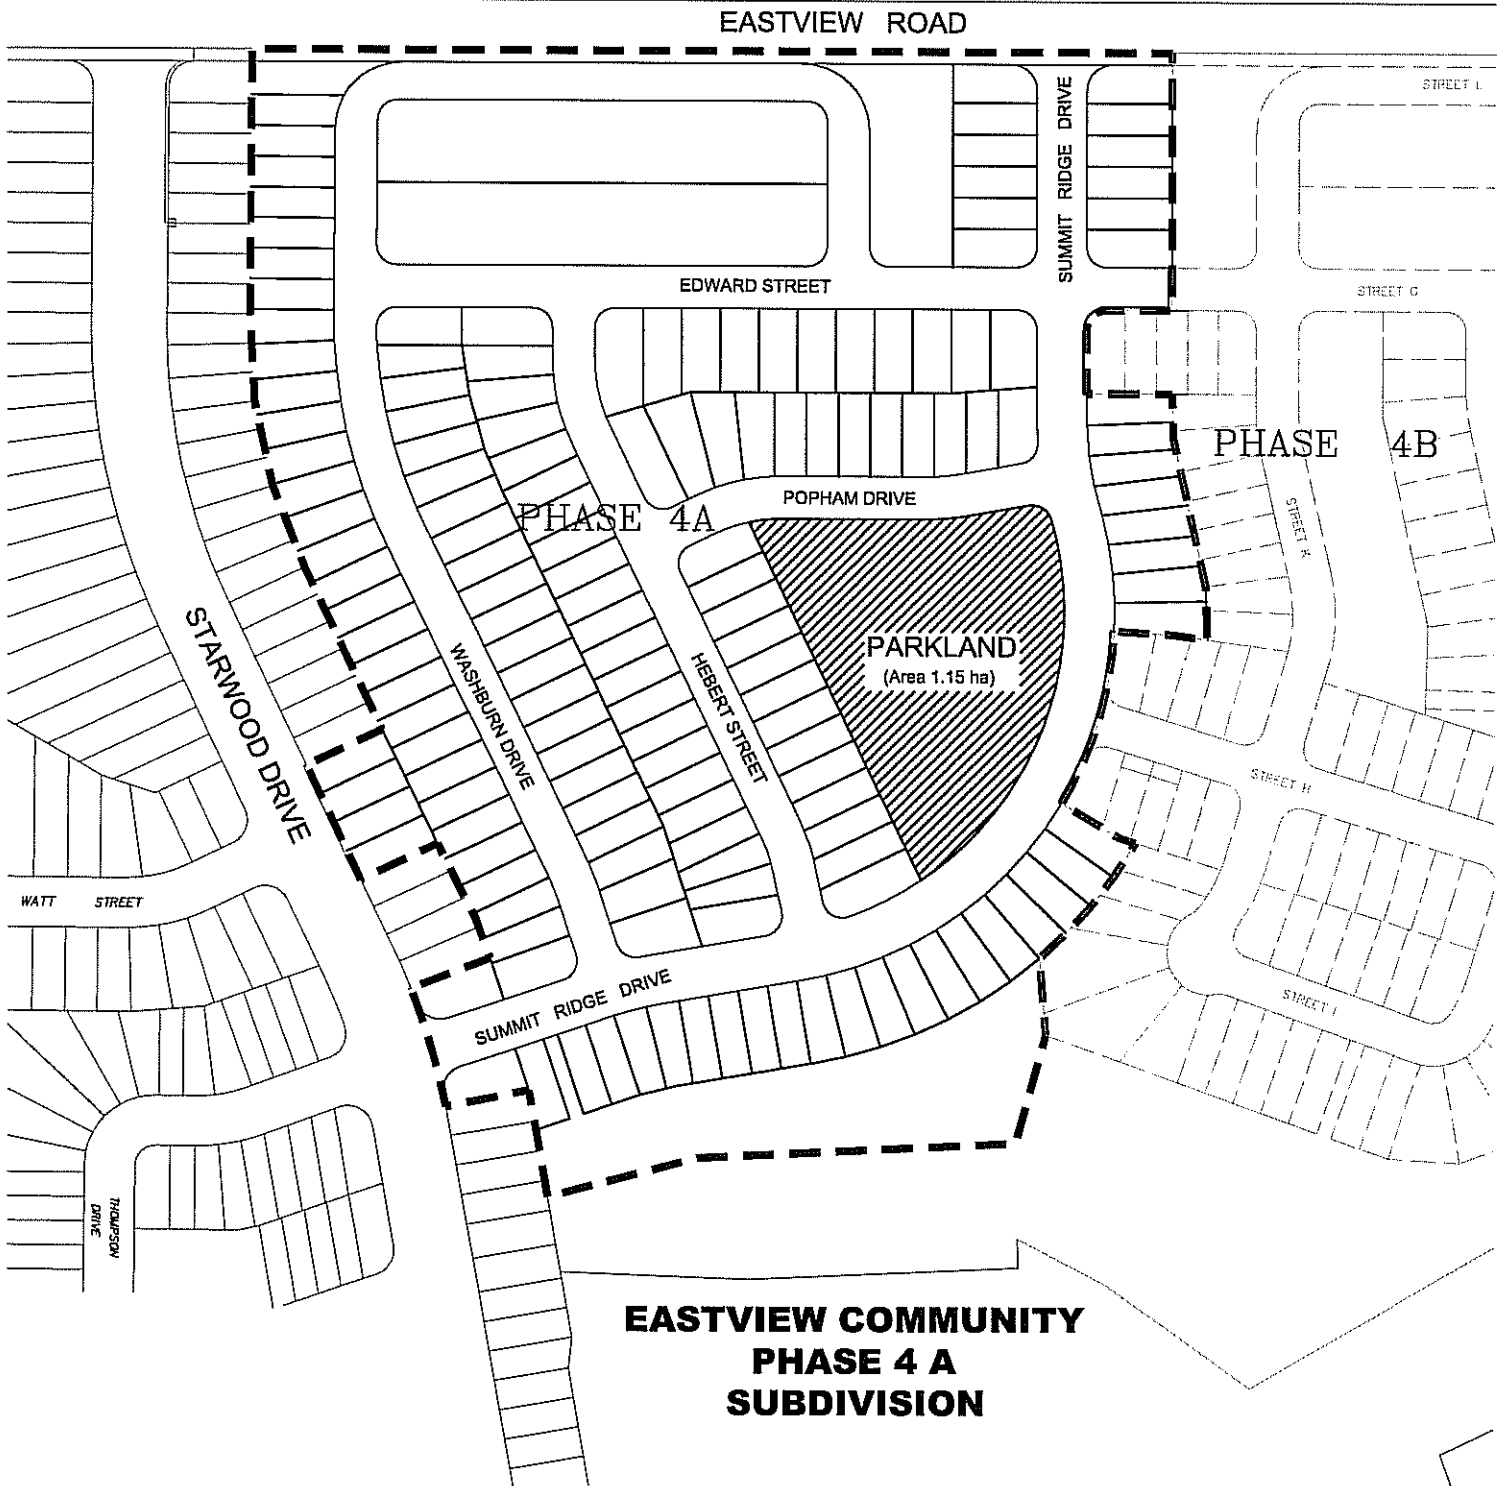 EASTVIEW ROAD
STREET L
SUMMIT RIDGE DRIVE
EDWARD STREET
STREET G
PHASE 4B
POPHAM DRIVE
PHASE 4A
STREET K
STARWOOD DRIVE
WASHBURN DRIVE
HEBERT STREET
PARKLAND
(Area 1.15 ha)
STREET H
WATT STREET
SUMMIT RIDGE DRIVE
STREET I
THOMPSON
DRIVE
EASTVIEW COMMUNITY
PHASE 4 A
SUBDIVISION